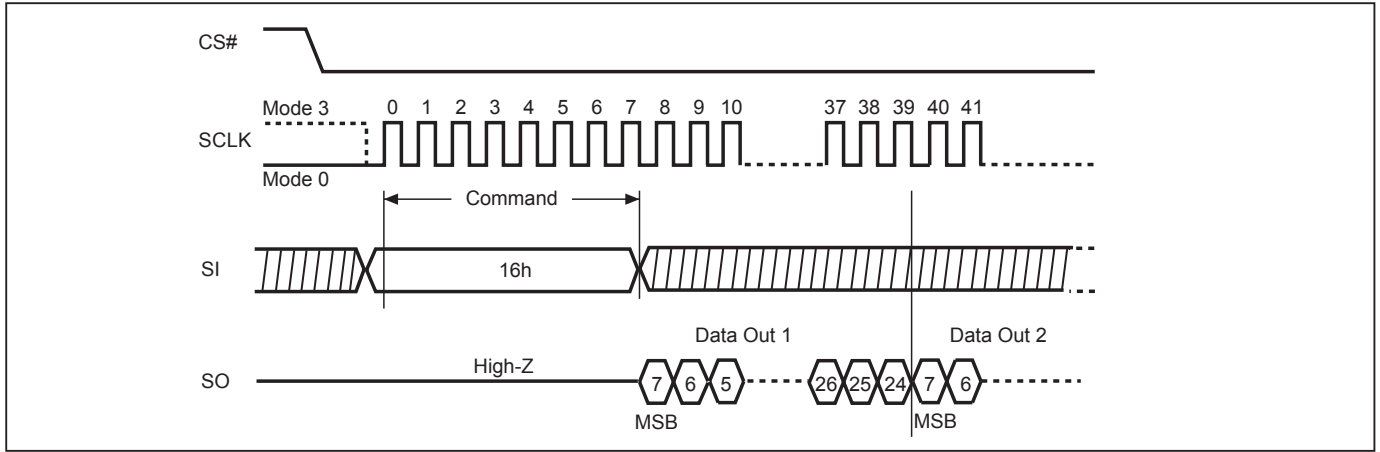 CS#
Mode 3
0 1 2 3 4 5 6 7 8 9 10 37 38 39 40 41
SCLK
Mode 0
Command
SI
16h
Data Out 1 Data Out 2
High-Z
SO
7 6 5 26 25 24 7 6
MSB MSB